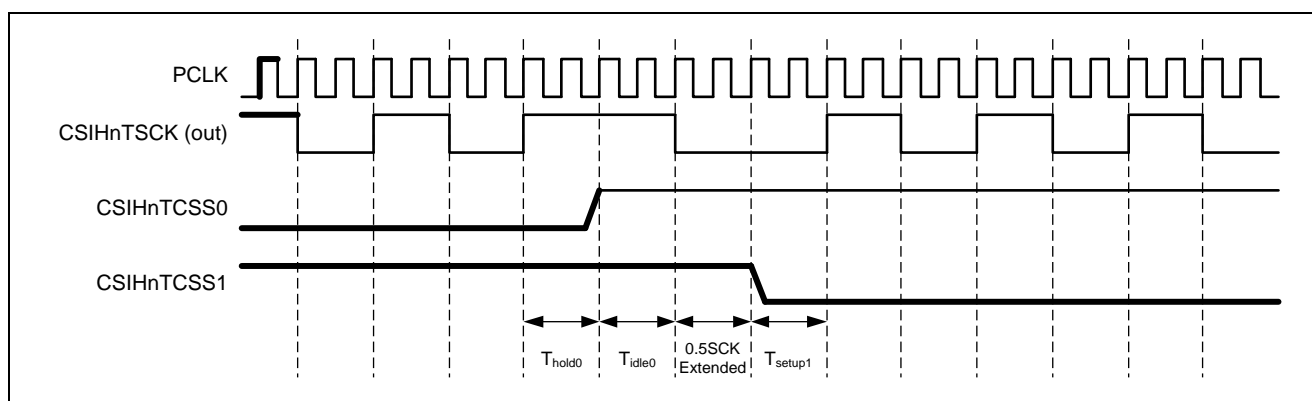 PCLK
CSIHnTSCK (out)
CSIHnTCSS0
CSIHnTCSS1
Thold0 Tidle0 0.5SCK Extended Tsetup1